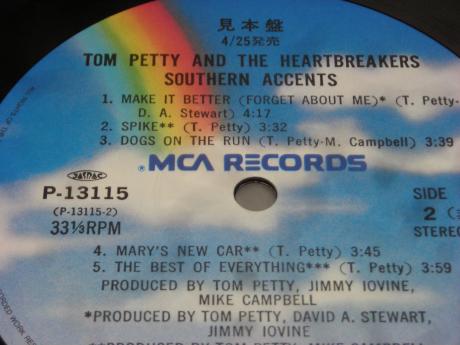 見本盤
4/25発売
TOM PETTY AND THE HEARTBREAKERS
SOUTHERN ACCENTS
1. MAKE IT BETTER (FORGET ABOUT ME)* (T. Petty-
D. A. Stewart) 4:17
2. SPIKE** (T. Petty) 3:32
3. DOGS ON THE RUN (T. Petty-M. Campbell) 3:39
MCA RECORDS
P-13115
(P-13115-2)
33⅓RPM
SIDE
2
STEREO
4. MARY'S NEW CAR** (T. Petty) 3:45
5. THE BEST OF EVERYTHING*** (T. Petty) 3:59
PRODUCED BY TOM PETTY, JIMMY IOVINE,
MIKE CAMPBELL
*PRODUCED BY TOM PETTY, DAVID A. STEWART,
JIMMY IOVINE